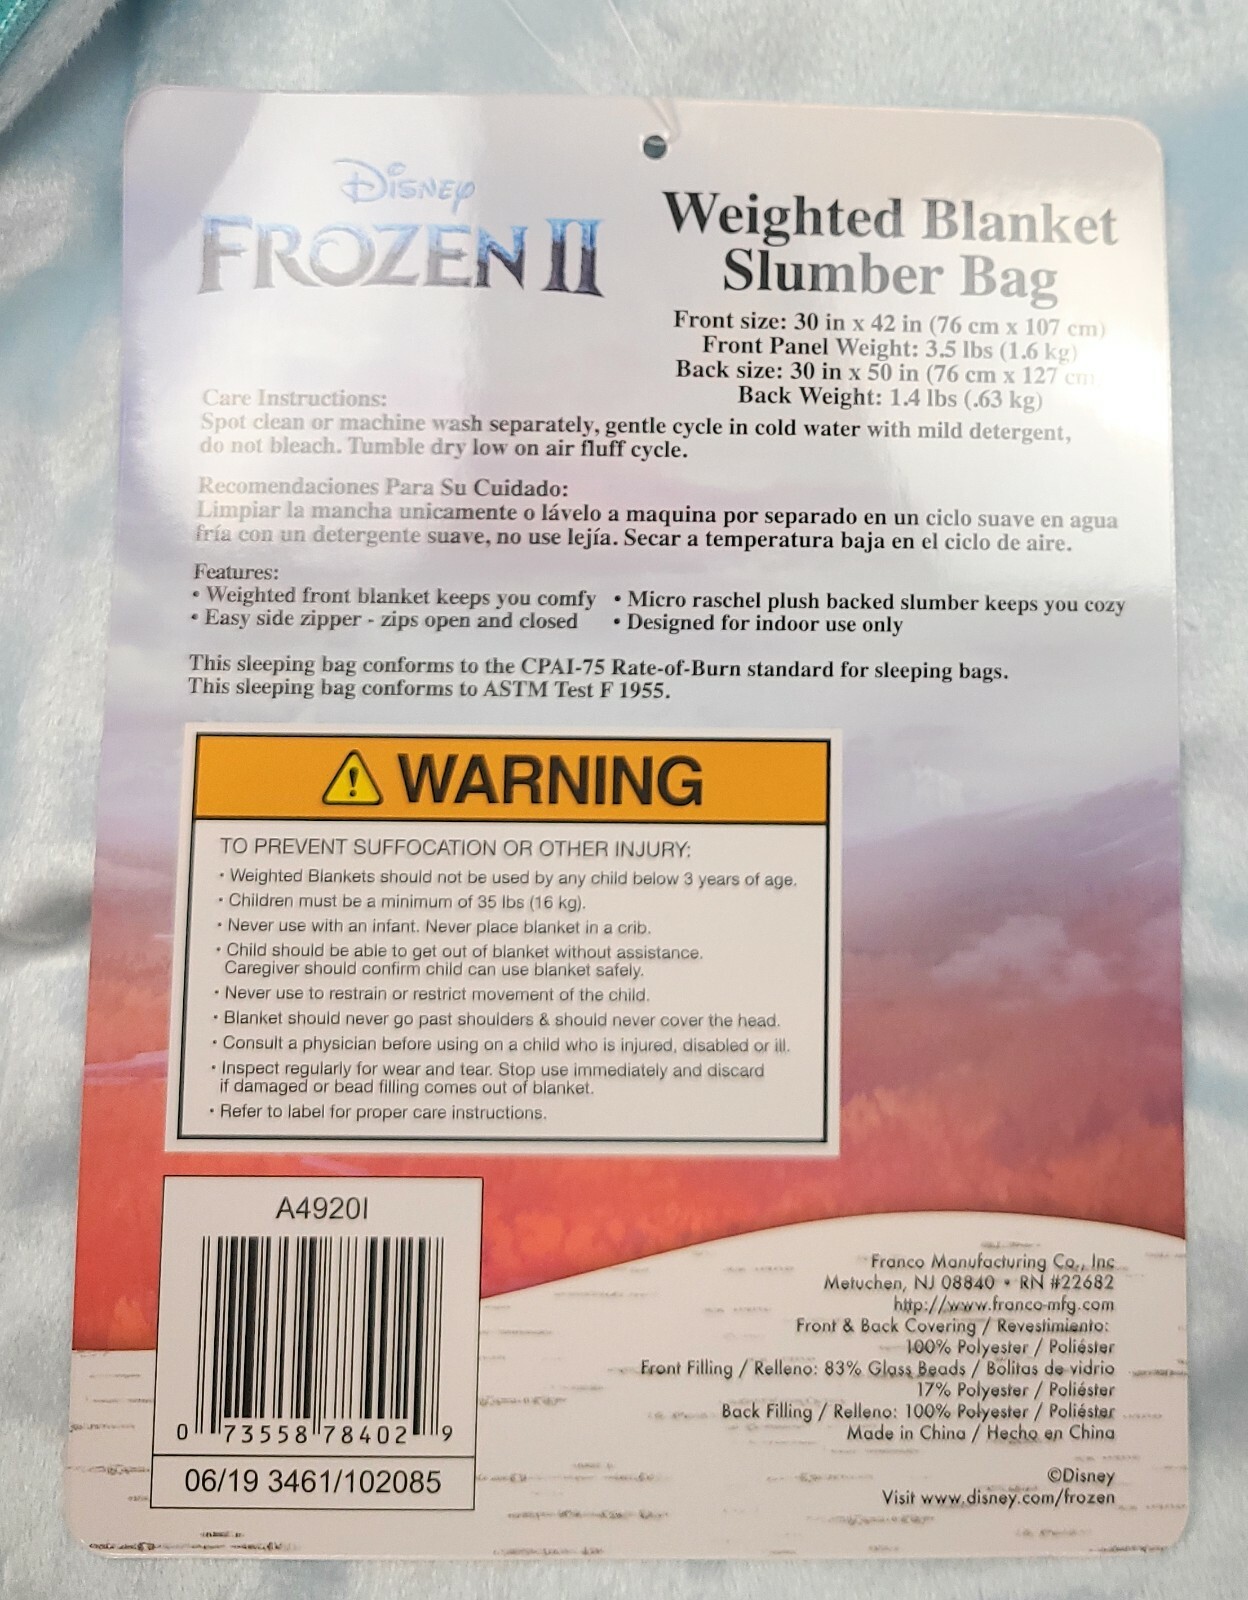 Disney
FROZEN II
Weighted Blanket
Slumber Bag
Front size: 30 in x 42 in (76 cm x 107 cm)
Front Panel Weight: 3.5 lbs (1.6 kg)
Back size: 30 in x 50 in (76 cm x 127 cm
Back Weight: 1.4 lbs (.63 kg)
Care Instructions:
Spot clean or machine wash separately, gentle cycle in cold water with mild detergent,
do not bleach. Tumble dry low on air fluff cycle.
Recomendaciones Para Su Cuidado:
Limpiar la mancha unicamente o lávelo a maquina por separado en un ciclo suave en agua
fría con un detergente suave, no use lejía. Secar a temperatura baja en el ciclo de aire.
Features:
• Weighted front blanket keeps you comfy • Micro raschel plush backed slumber keeps you cozy
• Easy side zipper - zips open and closed • Designed for indoor use only
This sleeping bag conforms to the CPAI-75 Rate-of-Burn standard for sleeping bags.
This sleeping bag conforms to ASTM Test F 1955.
WARNING
TO PREVENT SUFFOCATION OR OTHER INJURY:
• Weighted Blankets should not be used by any child below 3 years of age.
• Children must be a minimum of 35 lbs (16 kg).
• Never use with an infant. Never place blanket in a crib.
• Child should be able to get out of blanket without assistance.
Caregiver should confirm child can use blanket safely.
• Never use to restrain or restrict movement of the child.
• Blanket should never go past shoulders & should never cover the head.
• Consult a physician before using on a child who is injured, disabled or ill.
• Inspect regularly for wear and tear. Stop use immediately and discard
if damaged or bead filling comes out of blanket.
• Refer to label for proper care instructions.
A4920I
0 73558 78402 9
06/19 3461/102085
Franco Manufacturing Co., Inc
Metuchen, NJ 08840 • RN #22682
http://www.franco-mfg.com
Front & Back Covering / Revestimiento:
100% Polyester / Poliéster
Front Filling / Relleno: 83% Glass Beads / Bolitas de vidrio
17% Polyester / Poliéster
Back Filling / Relleno: 100% Polyester / Poliéster
Made in China / Hecho en China
©Disney
Visit www.disney.com/frozen